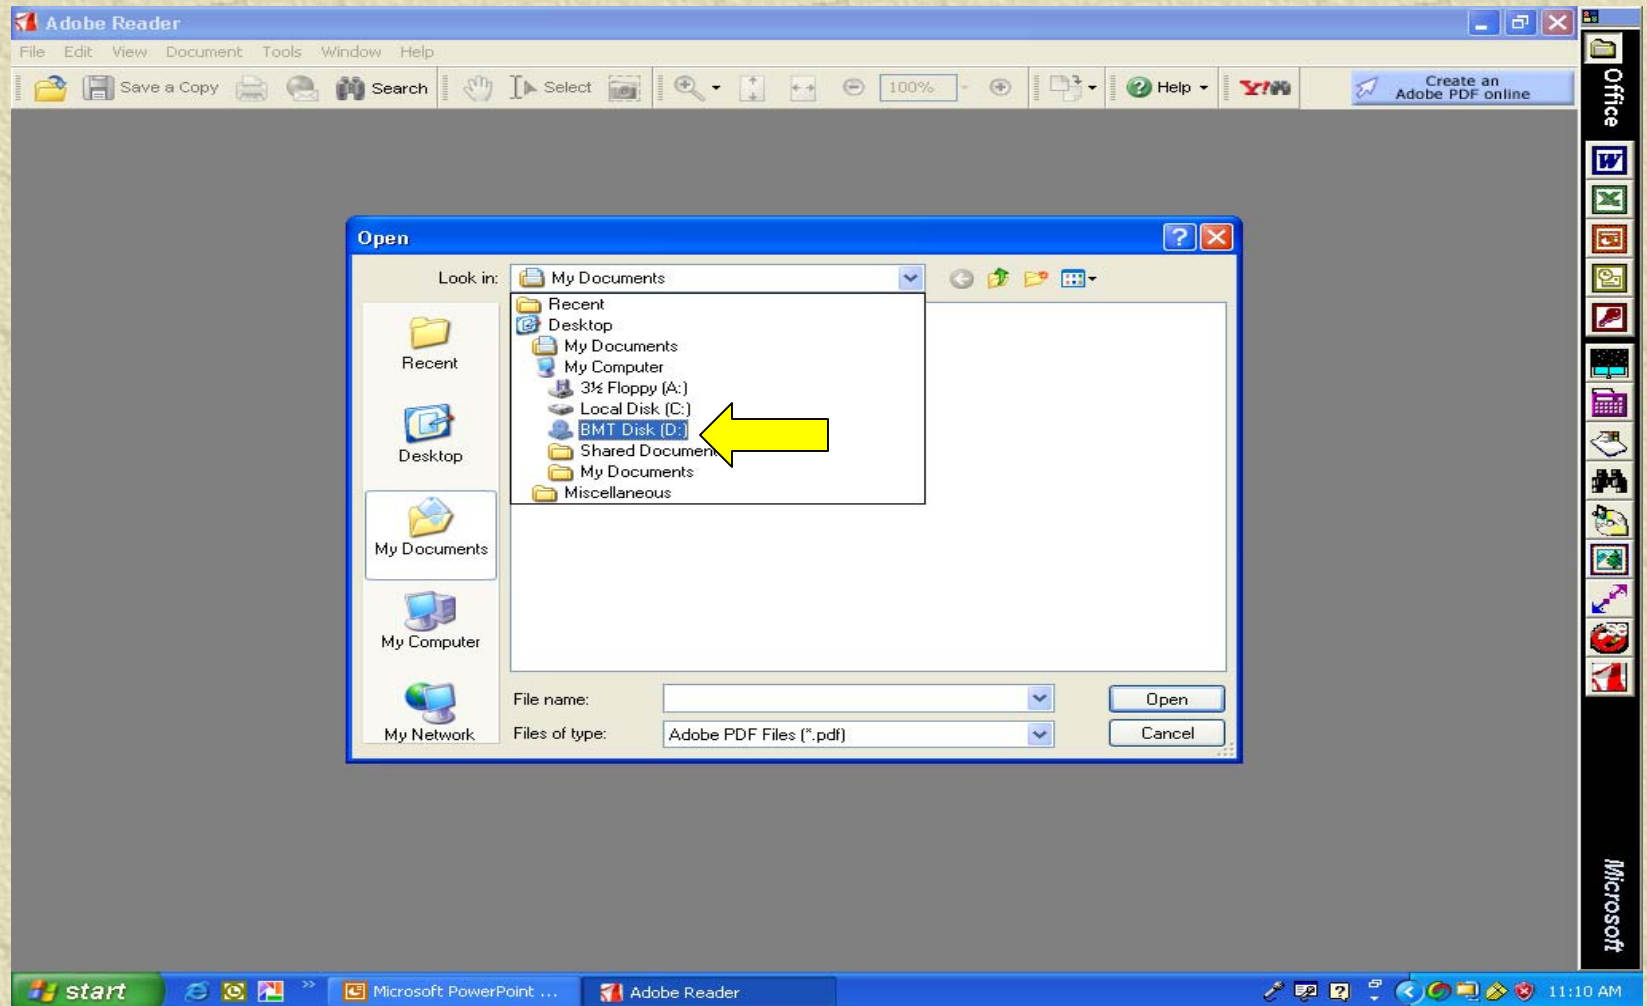 Adobe Reader
File Edit View Document Tools Window Help
Save a Copy Search Select 100% Help Y! Create an
Adobe PDF online
Office
Open
Look in: My Documents
Recent
Desktop
My Documents
My Computer
3½ Floppy (A:)
Local Disk (C:)
BMT Disk (D:)
Shared Documen
My Documents
Miscellaneous
Recent
Desktop
My Documents
My Computer
My Network
File name:
Open
Files of type: Adobe PDF Files (*.pdf)
Cancel
Microsoft
start Microsoft PowerPoint ... Adobe Reader 11:10 AM